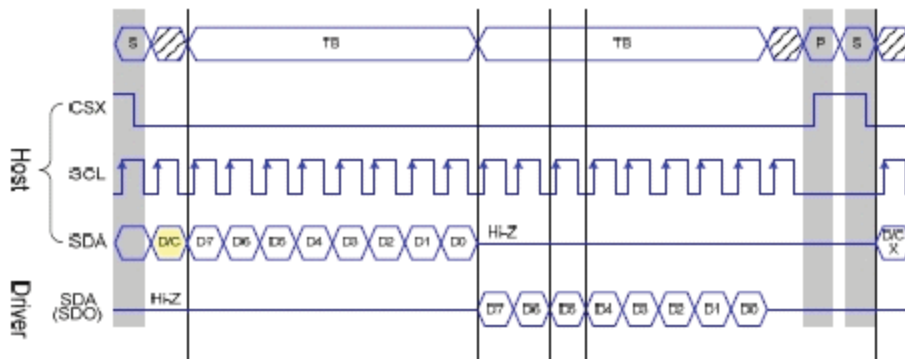 S TB TB P S
CSX
Host
SCL
SDA D/C D7 D6 D5 D4 D3 D2 D1 D0 Hi-Z D/C X
Driver
SDA (SDO) Hi-Z D7 D6 D5 D4 D3 D2 D1 D0